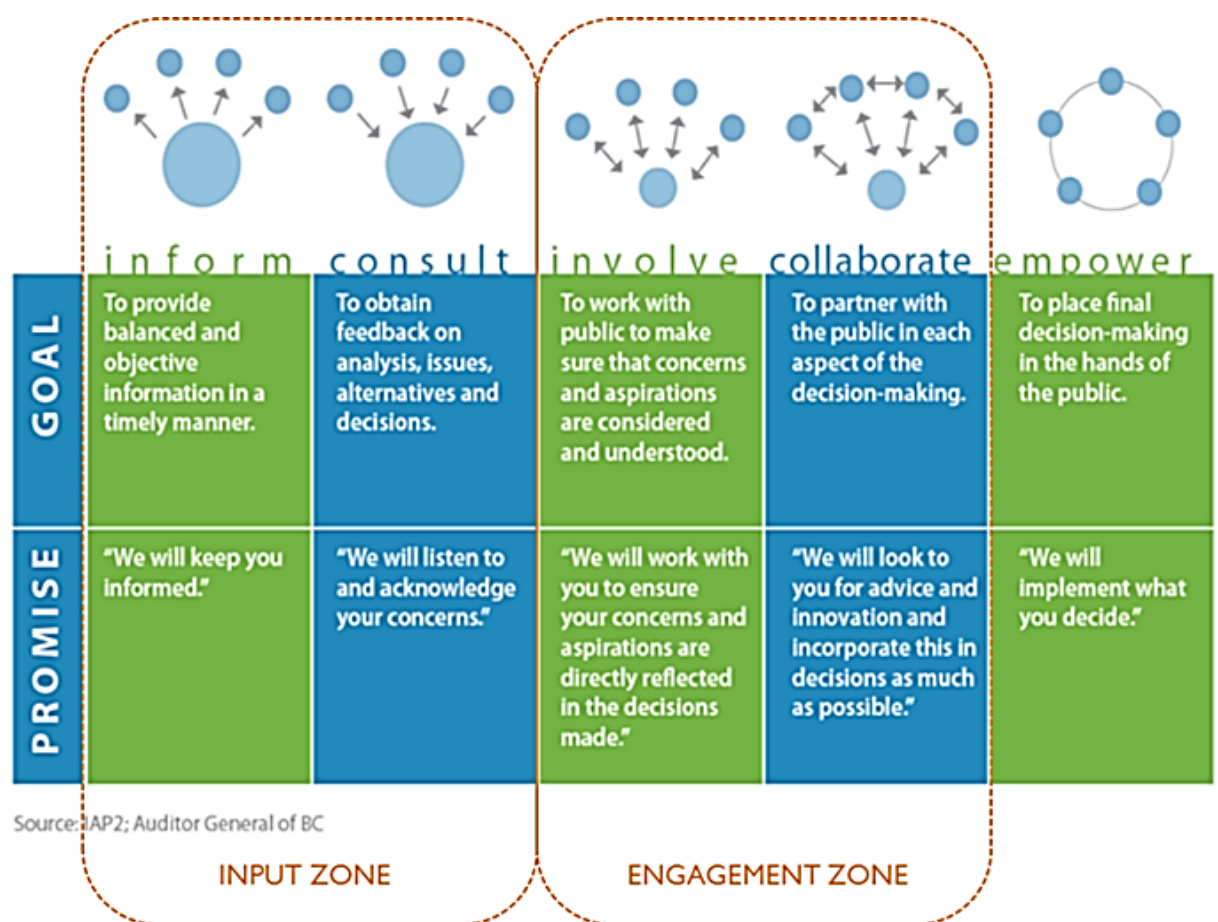 inform
consult
involve
collaborate
empower
GOAL
To provide
balanced and
objective
information in a
timely manner.
To obtain
feedback on
analysis, issues,
alternatives and
decisions.
To work with
public to make
sure that concerns
and aspirations
are considered
and understood.
To partner with
the public in each
aspect of the
decision-making.
To place final
decision-making
in the hands of
the public.
PROMISE
“We will keep you
informed.”
“We will listen to
and acknowledge
your concerns.”
“We will work with
you to ensure
your concerns and
aspirations are
directly reflected
in the decisions
made.”
“We will look to
you for advice and
innovation and
incorporate this in
decisions as much
as possible.”
“We will
implement what
you decide.”
Source: IAP2; Auditor General of BC
INPUT ZONE
ENGAGEMENT ZONE